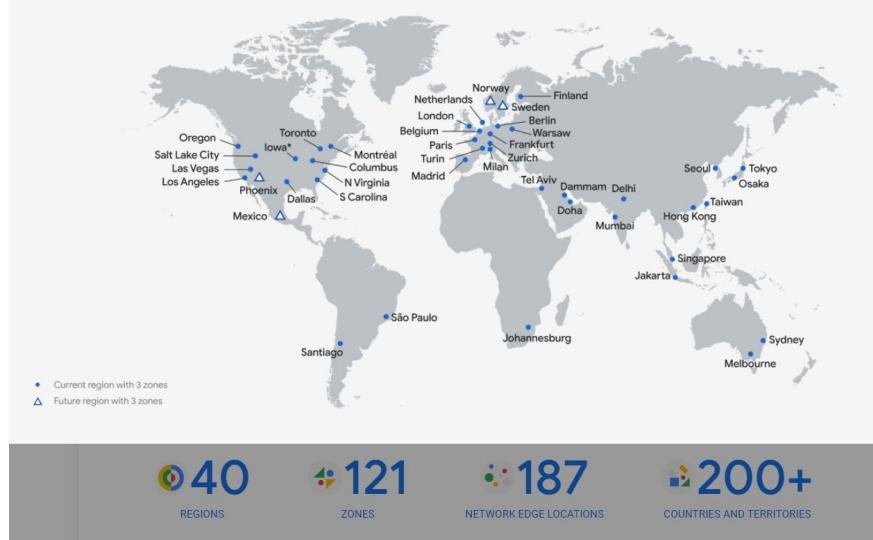 Norway
Netherlands
Finland
Sweden
London
Berlin
Belgium
Warsaw
Paris
Frankfurt
Turin
Zurich
Milan
Madrid
Oregon
Toronto
Iowa*
Salt Lake City
Montréal
Las Vegas
Columbus
Los Angeles
N Virginia
Phoenix
Dallas
S Carolina
Mexico
Tel Aviv
Dammam
Delhi
Doha
Mumbai
Seoul
Tokyo
Osaka
Taiwan
Hong Kong
Singapore
Jakarta
São Paulo
Santiago
Johannesburg
Sydney
Melbourne
Current region with 3 zones
Future region with 3 zones
40
REGIONS
121
ZONES
187
NETWORK EDGE LOCATIONS
200+
COUNTRIES AND TERRITORIES